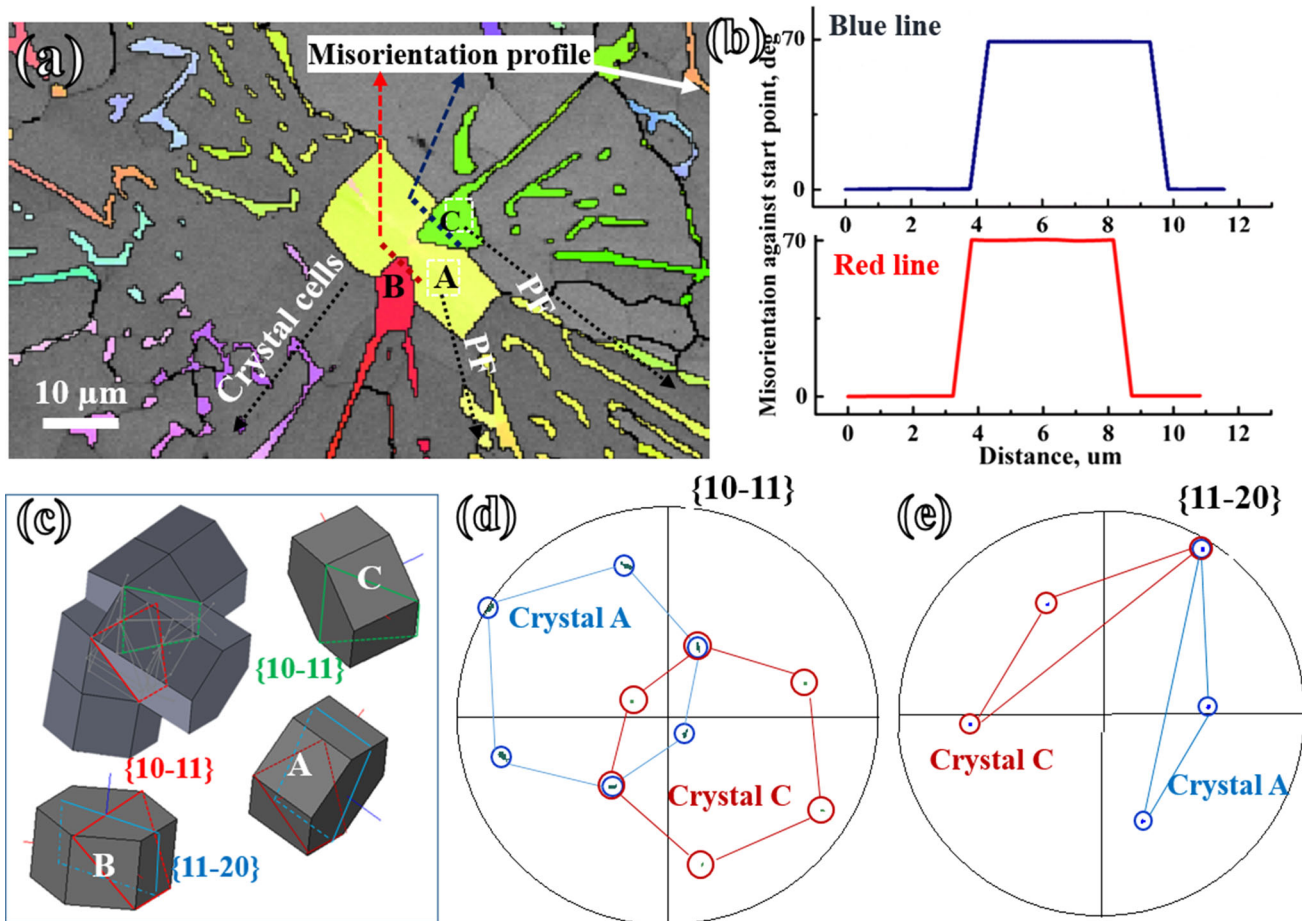 (a)
Misorientation profile
C
B
A
Crystal cells
PF
PF
10 µm
(b)
Blue line
Red line
Misorientaion against start point, deg
70
0
0 2 4 6 8 10 12
70
0
0 2 4 6 8 10 12
Distance, um
(c)
C
{10-11}
{10-11}
A
B
{11-20}
(d)
{10-11}
Crystal A
Crystal C
(e)
{11-20}
Crystal C
Crystal A